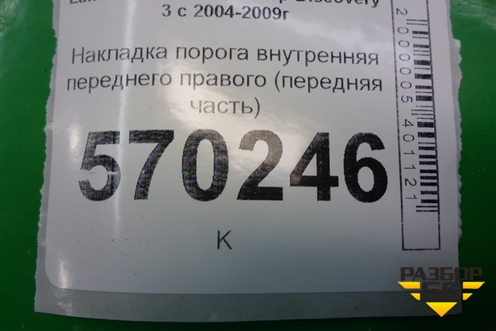 3 с 2004-2009г
Накладка порога внутренняя
переднего правого (передняя
часть)
570246
К
2000005401121
РАЗБОР